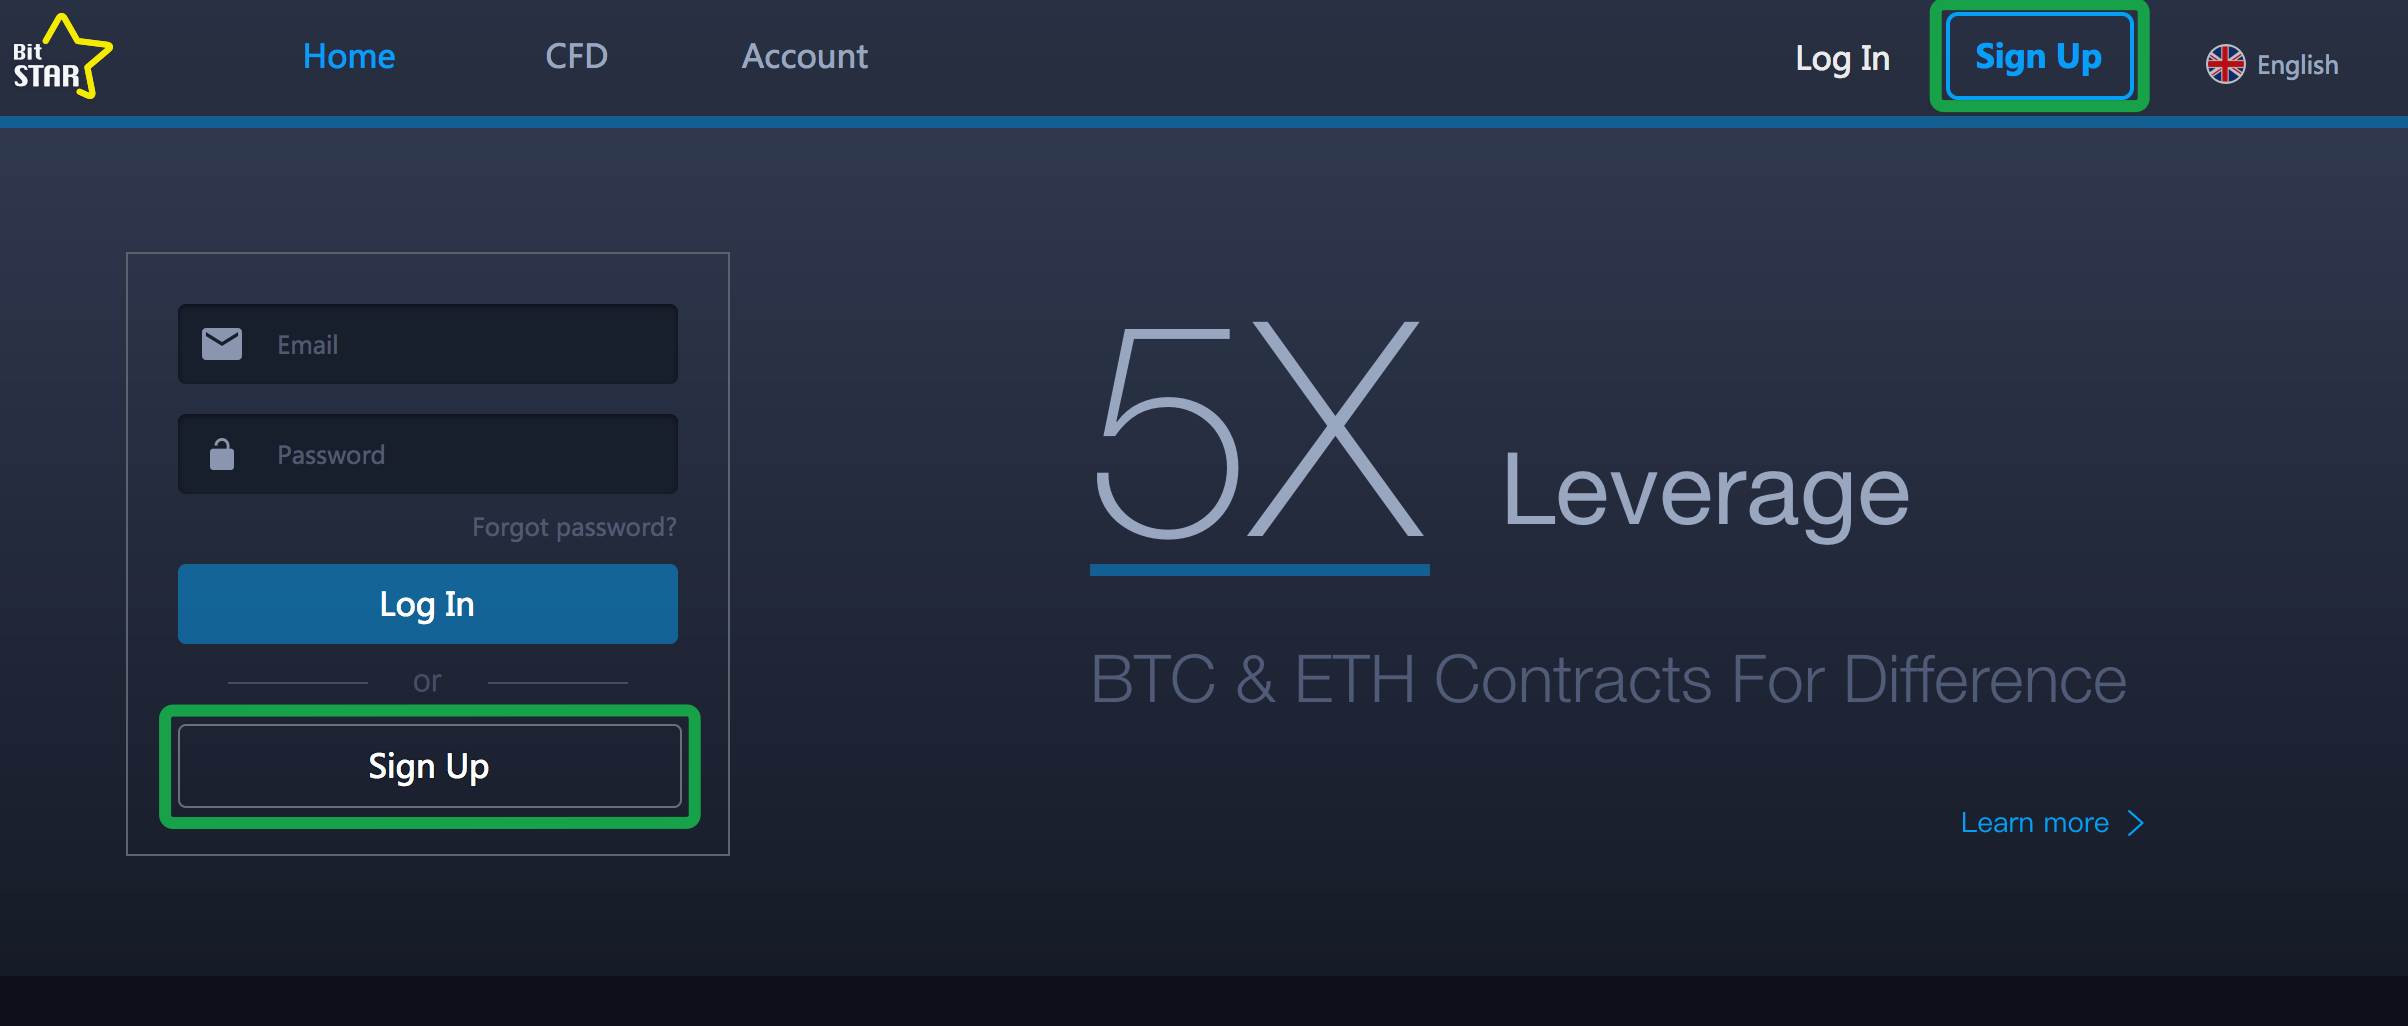 Bit
STAR
Home
CFD
Account
Log In
Sign Up
English
Email
Password
Forgot password?
Log In
or
Sign Up
5X Leverage
BTC & ETH Contracts For Difference
Learn more